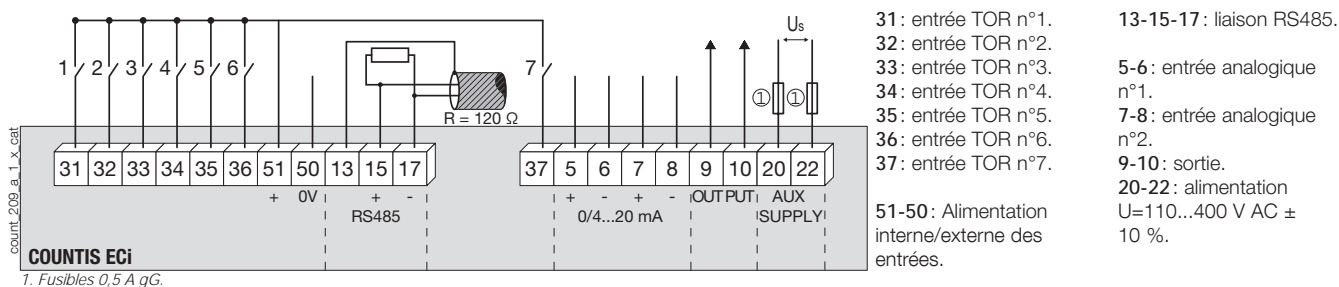 Us
1 2 3 4 5 6 7 ① ①
R = 120 Ω
31 32 33 34 35 36 51 50 13 15 17 37 5 6 7 8 9 10 20 22
+ 0V + - + - + - OUTPUT AUX
RS485 0/4...20 mA SUPPLY
COUNTIS ECi
1. Fusibles 0,5 A gG.
count_209_a_1_x_cat
31: entrée TOR n°1.
32: entrée TOR n°2.
33: entrée TOR n°3.
34: entrée TOR n°4.
35: entrée TOR n°5.
36: entrée TOR n°6.
37: entrée TOR n°7.
51-50: Alimentation
interne/externe des
entrées.
13-15-17: liaison RS485.
5-6: entrée analogique
n°1.
7-8: entrée analogique
n°2.
9-10: sortie.
20-22: alimentation
U=110...400 V AC ±
10 %.